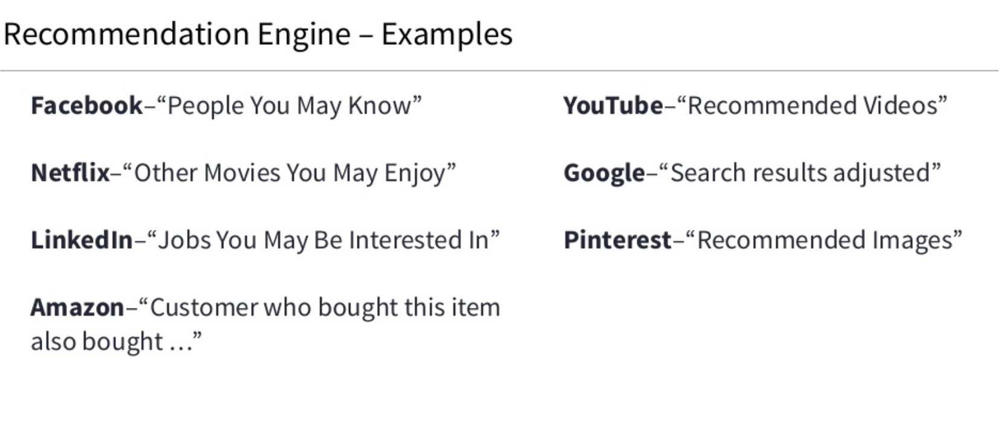 Recommendation Engine – Examples
Facebook–“People You May Know”
Netflix–“Other Movies You May Enjoy”
LinkedIn–“Jobs You May Be Interested In”
Amazon–“Customer who bought this item
also bought …”
YouTube–“Recommended Videos”
Google–“Search results adjusted”
Pinterest–“Recommended Images”